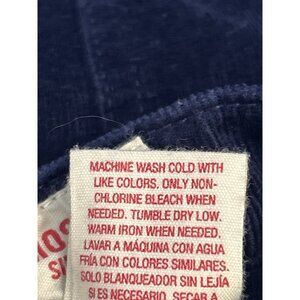 MACHINE WASH COLD WITH
LIKE COLORS. ONLY NON-
CHLORINE BLEACH WHEN
NEEDED. TUMBLE DRY LOW.
WARM IRON WHEN NEEDED.
LAVAR A MÁQUINA CON AGUA
FRÍA CON COLORES SIMILARES.
SOLO BLANQUEADOR SIN LEJÍA
SI ES NECESARIO. SECAR A